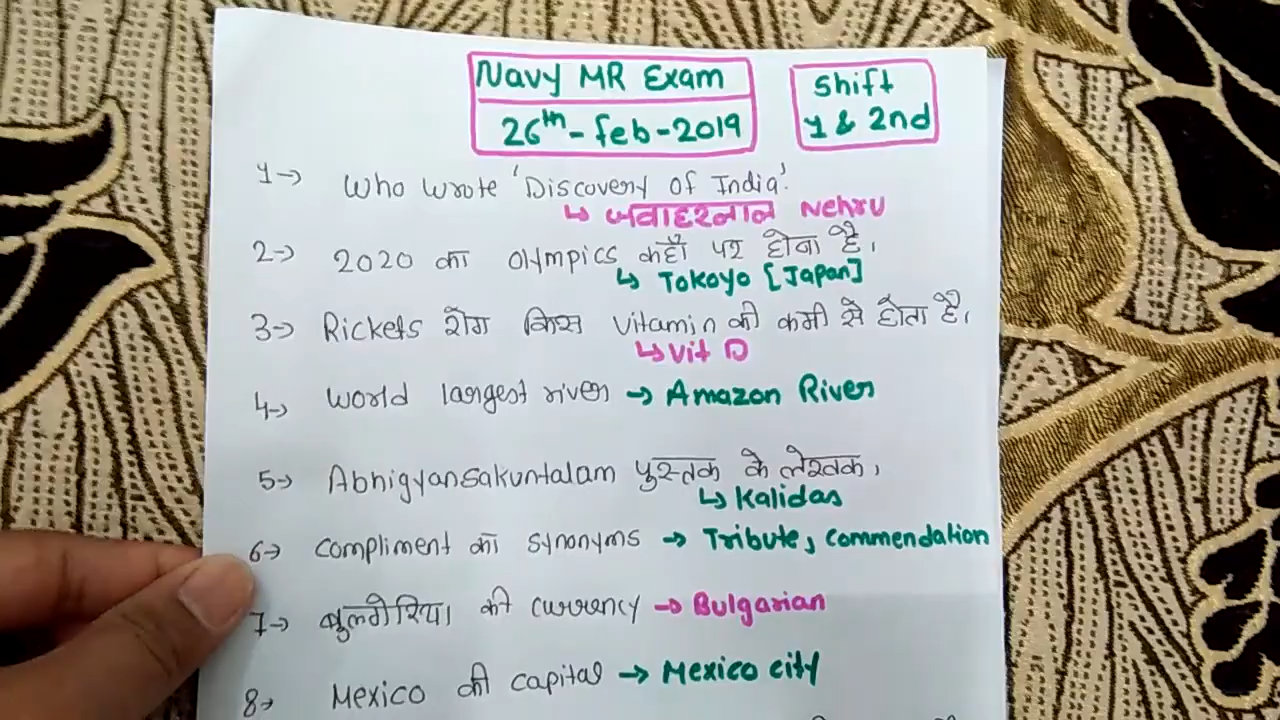 Navy MR Exam
26th-feb-2019
Shift
1 & 2nd
1→ Who wrote 'Discovery of India'.
↳ जवाहरलाल Nehru
2→ 2020 का Olympics कहाँ पर होना है।
↳ Tokoyo [Japan]
3→ Rickets रोग किस Vitamin की कमी से होता है।
↳ Vit D
4→ World largest river → Amazon River
5→ Abhigyansakuntalam पुस्तक के लेखक,
↳ Kalidas
6→ Compliment का synonyms → Tribute, commendation
7→ बुल्गेरिया की currency → Bulgarian
8→ Mexico की capital → Mexico city